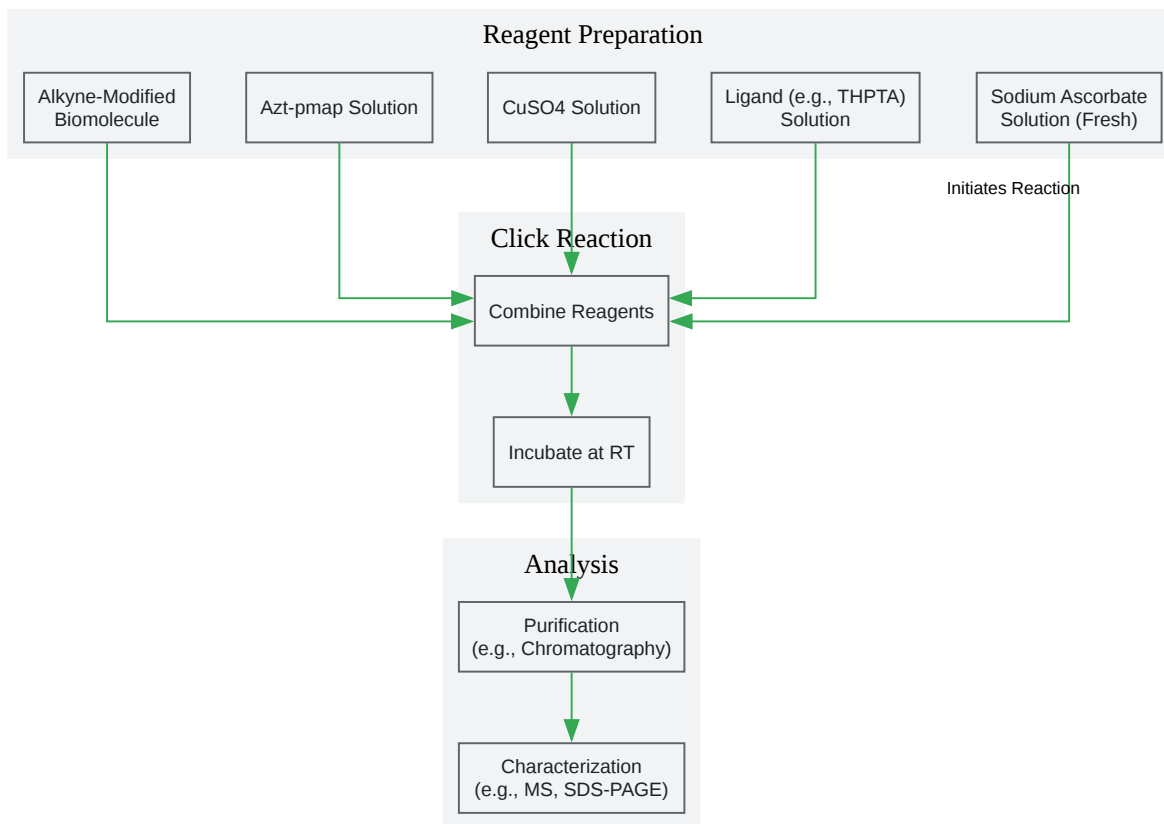 Reagent Preparation
Alkyne-Modified
Biomolecule
Azt-pmap Solution
CuSO4 Solution
Ligand (e.g., THPTA)
Solution
Sodium Ascorbate
Solution (Fresh)
Initiates Reaction
Click Reaction
Combine Reagents
Incubate at RT
Analysis
Purification
(e.g., Chromatography)
Characterization
(e.g., MS, SDS-PAGE)